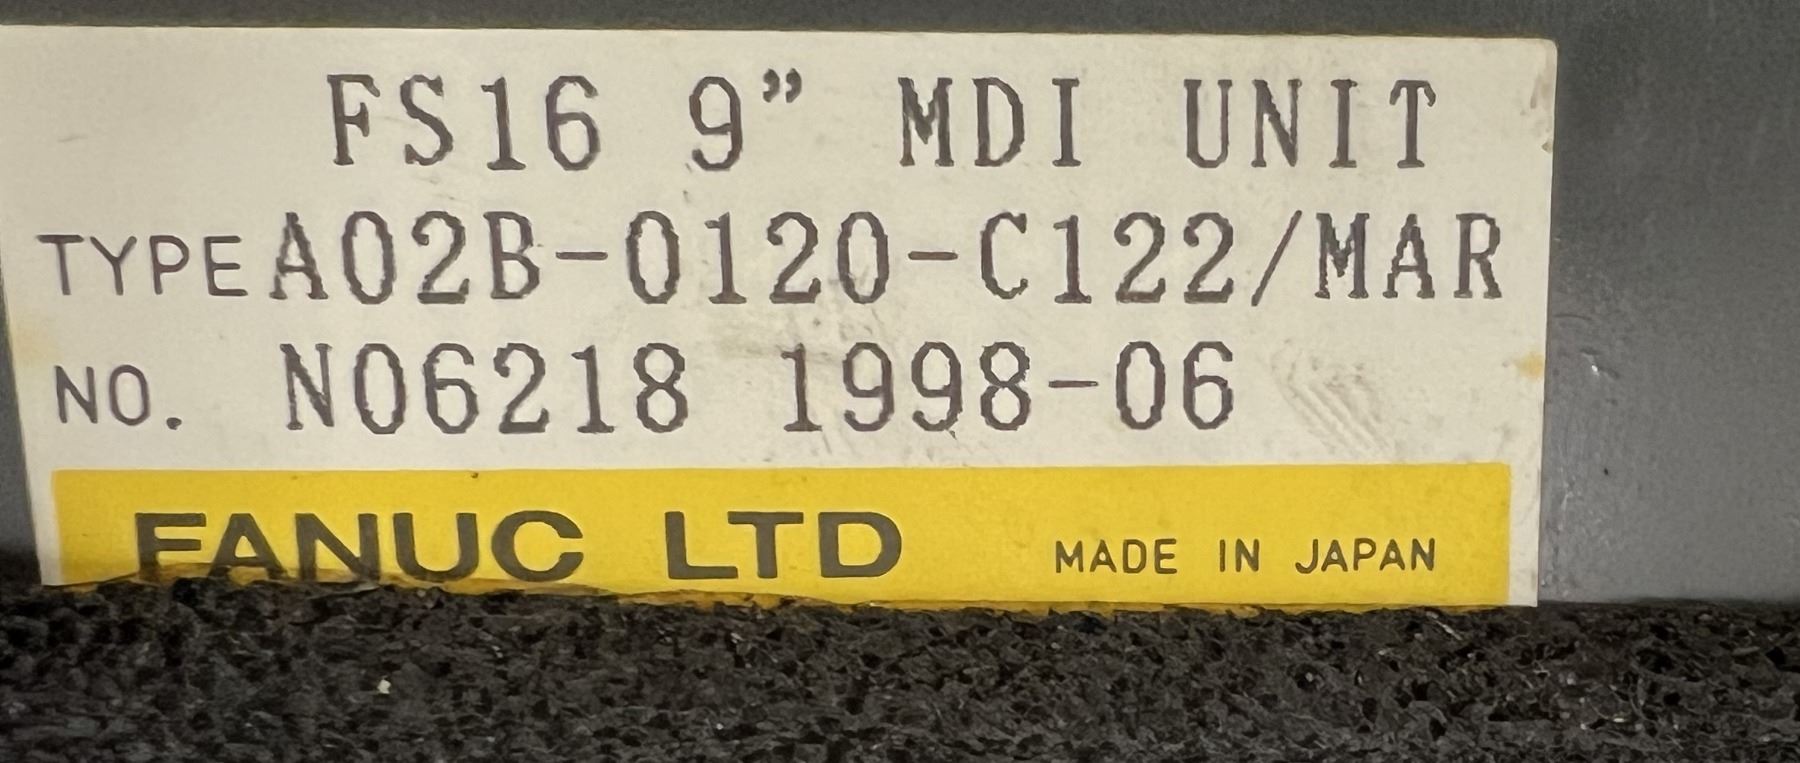 FS16 9” MDI UNIT
TYPE A02B-0120-C122/MAR
NO. N06218 1998-06
FANUC LTD MADE IN JAPAN